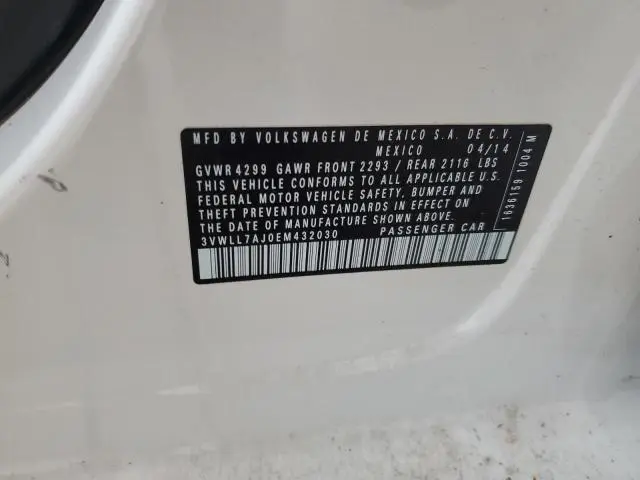 MFD BY VOLKSWAGEN DE MEXICO S.A. DE C.V.
MEXICO 04/14
GVWR 4299 GAWR FRONT 2293 / REAR 2116 LBS
THIS VEHICLE CONFORMS TO ALL APPLICABLE U.S.
FEDERAL MOTOR VEHICLE SAFETY, BUMPER AND
THEFT PREVENTION STANDARDS IN EFFECT ON
THE DATE OF MANUFACTURE SHOWN ABOVE.
3VWLL7AJ0EM432030 PASSENGER CAR
1636150 1004 M